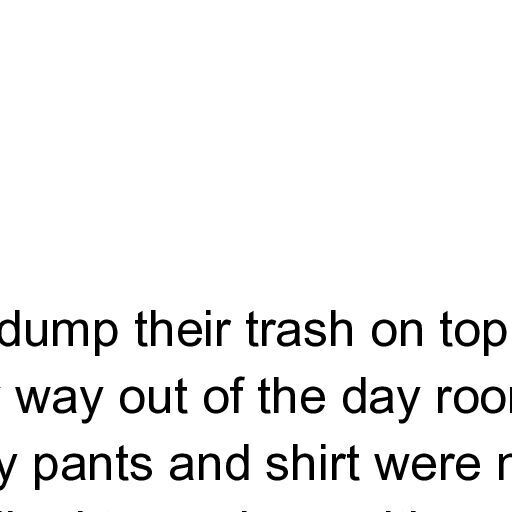 dump their trash on top
way out of the day roo
pants and shirt were